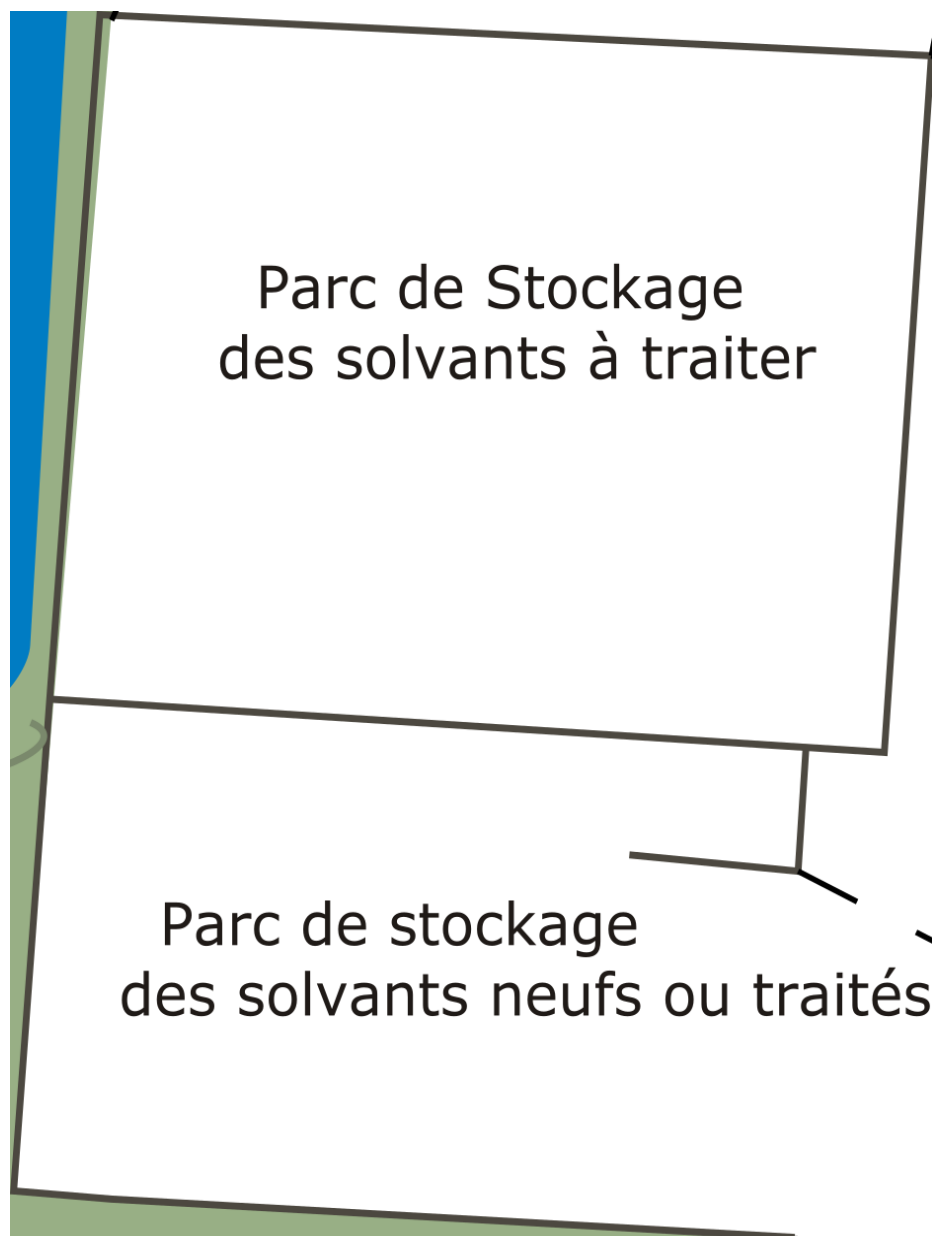 Parc de Stockage
des solvants à traiter
Parc de stockage
des solvants neufs ou traités